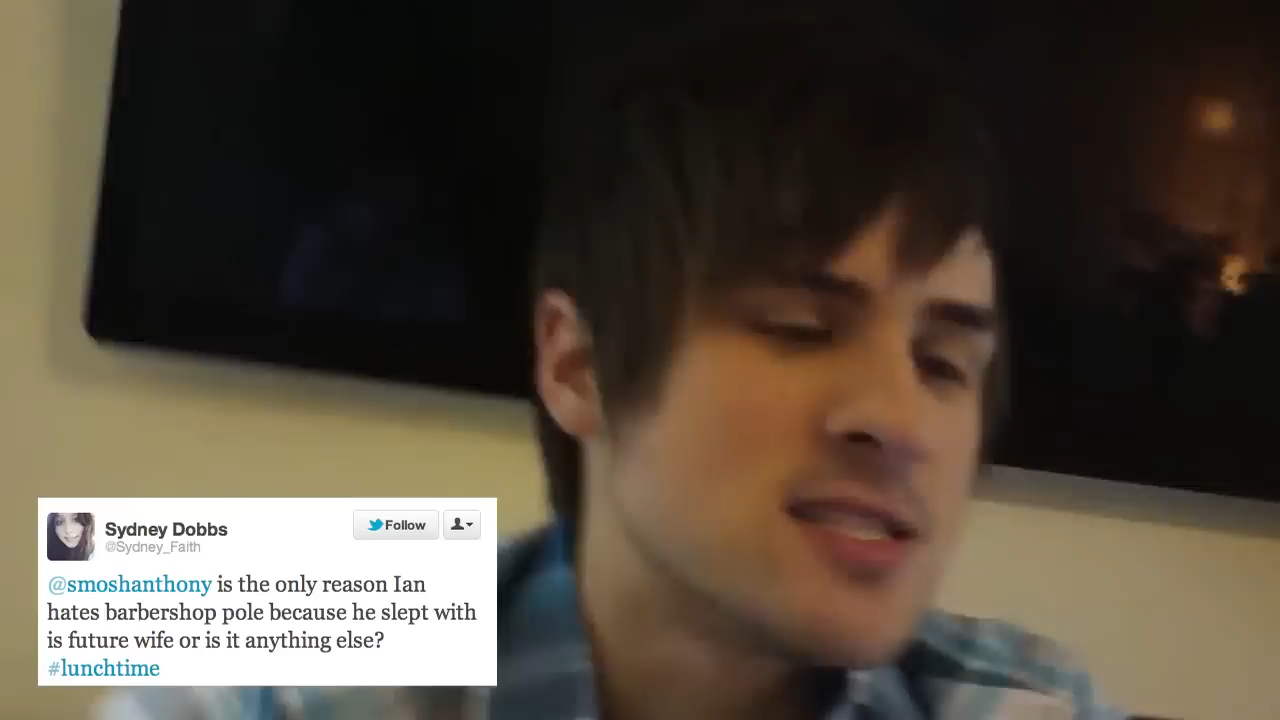 Sydney Dobbs
Follow
@Sydney_Faith
@smoshanthony is the only reason Ian
hates barbershop pole because he slept with
is future wife or is it anything else?
#lunchtime